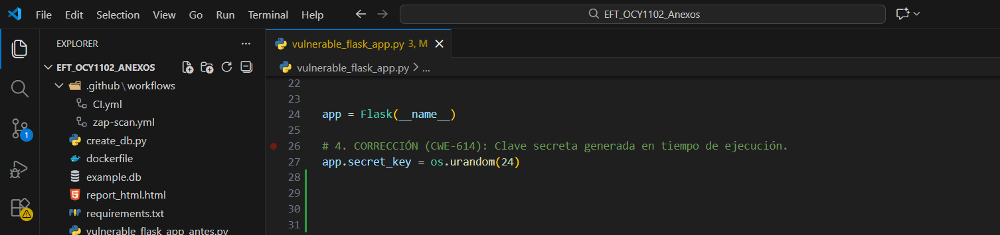 File Edit Selection View Go Run Terminal Help EFT_OCY1102_Anexos
EXPLORER
EFT_OCY1102_ANEXOS
.github\workflows
CI.yml
zap-scan.yml
create_db.py
dockerfile
example.db
report_html.html
requirements.txt
vulnerable_flask_app_antes.py
1
vulnerable_flask_app.py 3, M
vulnerable_flask_app.py > ...
22
23
24 app = Flask(__name__)
25
26 # 4. CORRECCIÓN (CWE-614): Clave secreta generada en tiempo de ejecución.
27 app.secret_key = os.urandom(24)
28
29
30
31